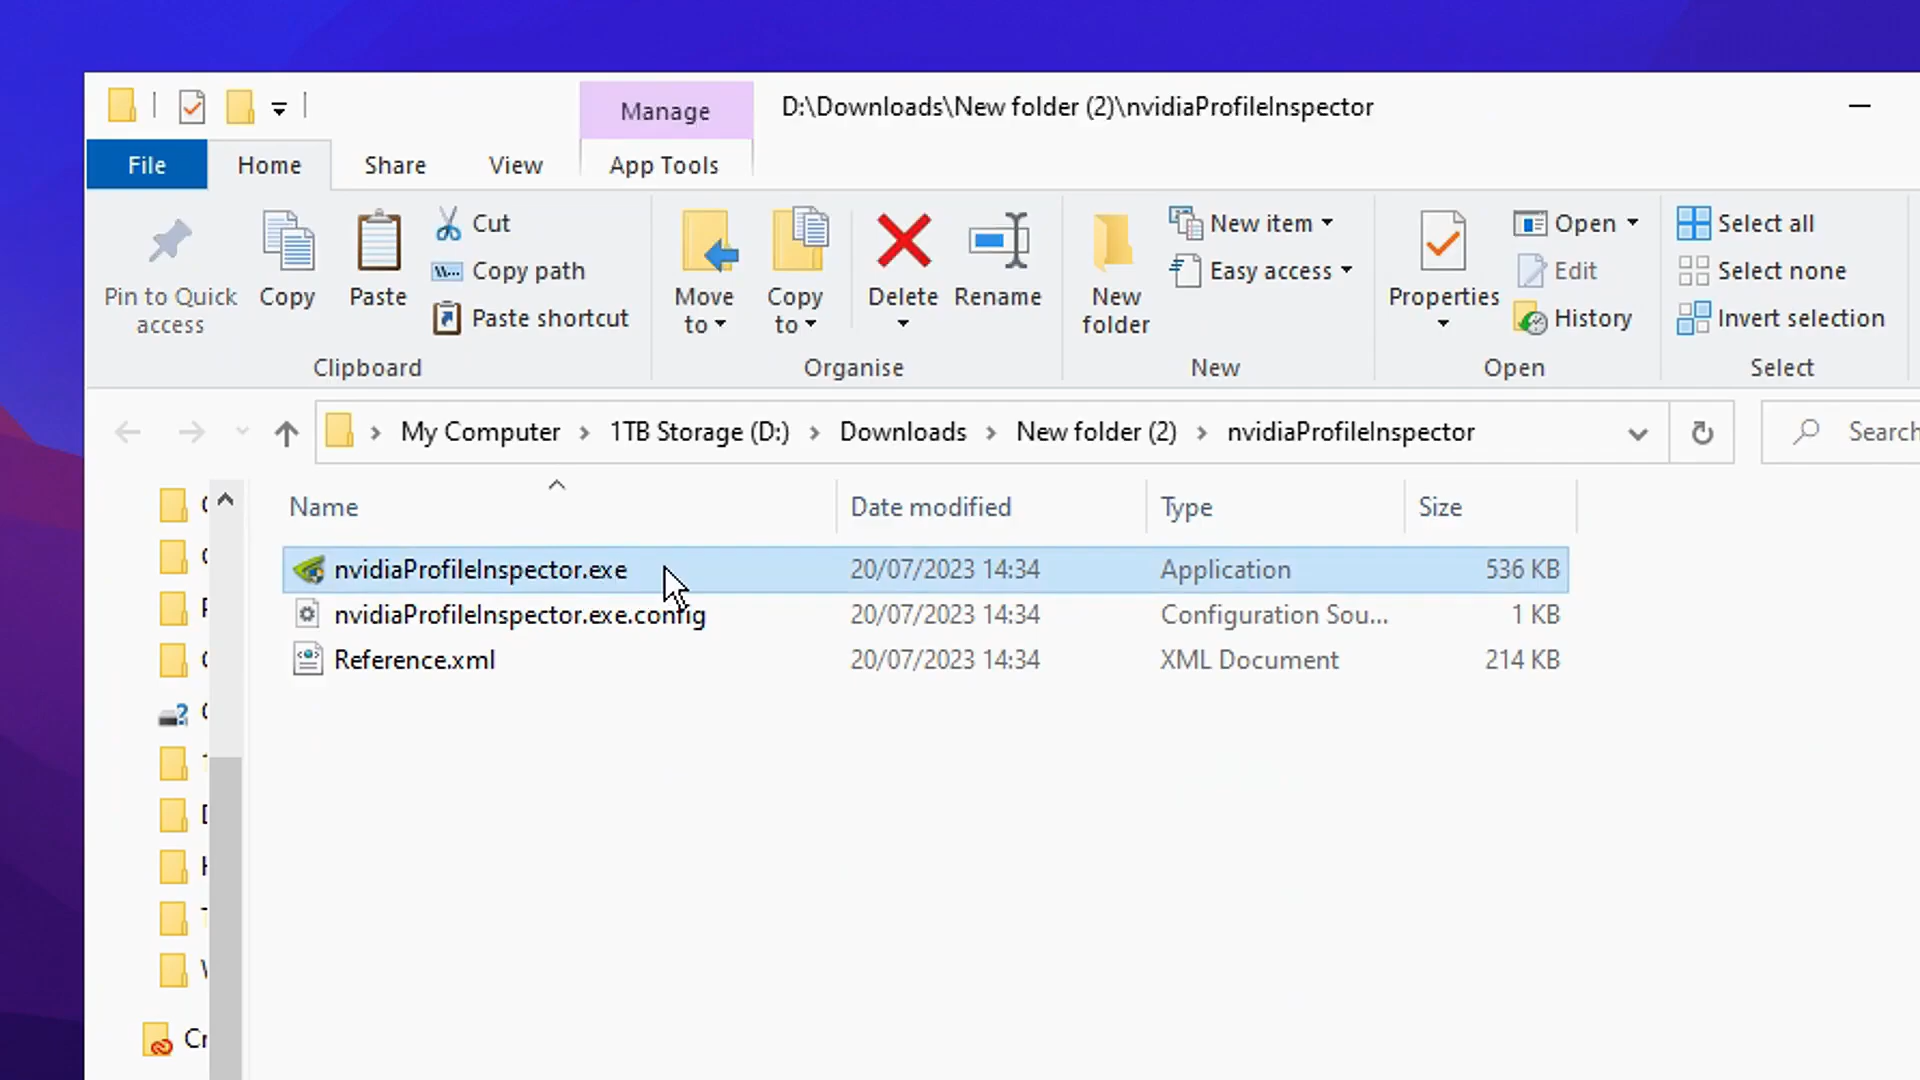 Manage
D:\Downloads\New folder (2)\nvidiaProfileInspector
File
Home
Share
View
App Tools
Pin to Quick
access
Copy
Paste
Cut
Copy path
Paste shortcut
Clipboard
Move
to
Copy
to
Delete
Rename
Organise
New
folder
New item
Easy access
New
Properties
Open
Edit
History
Open
Select all
Select none
Invert selection
Select
My Computer
1TB Storage (D:)
Downloads
New folder (2)
nvidiaProfileInspector
Search
Name
Date modified
Type
Size
nvidiaProfileInspector.exe
20/07/2023 14:34
Application
536 KB
nvidiaProfileInspector.exe.config
20/07/2023 14:34
Configuration Sou...
1 KB
Reference.xml
20/07/2023 14:34
XML Document
214 KB
Cr